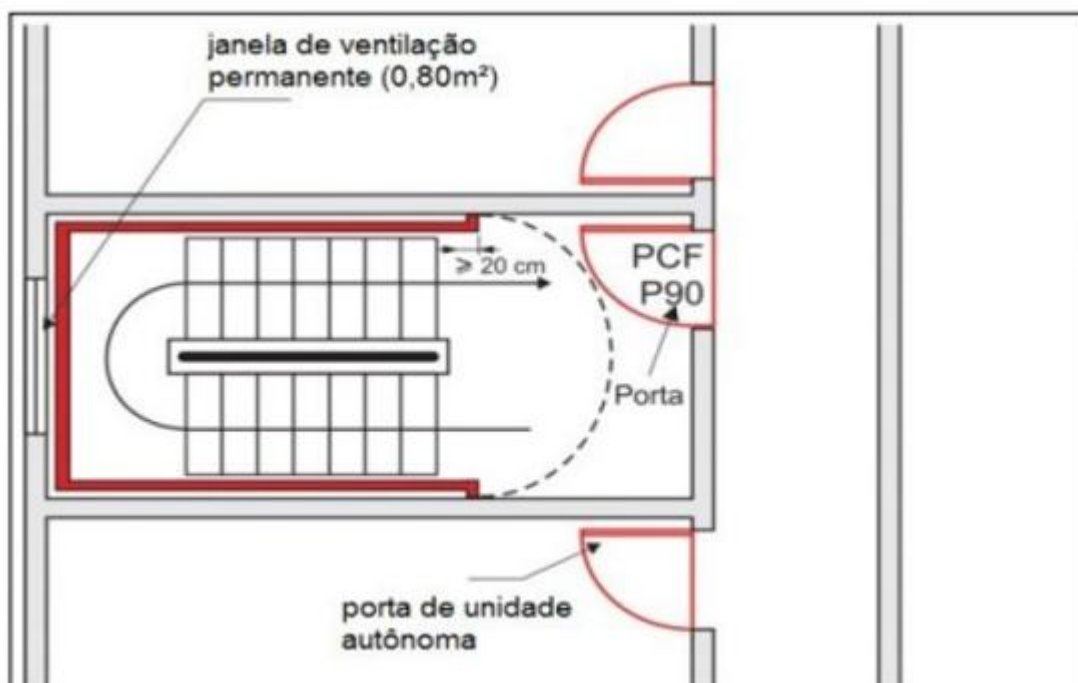 janela de ventilação
permanente (0,80m²)
⩾ 20 cm
PCF
P90
Porta
porta de unidade
autônoma